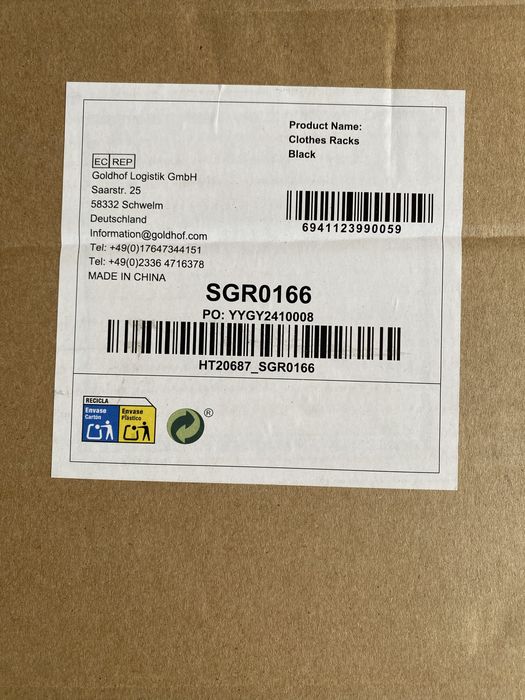 Product Name:
Clothes Racks
Black
EC REP
Goldhof Logistik GmbH
Saarstr. 25
58332 Schwelm
Deutschland
Information@goldhof.com
Tel: +49(0)17647344151
Tel: +49(0)2336 4716378
MADE IN CHINA
6941123990059
SGR0166
PO: YYGY2410008
HT20687_SGR0166
RECICLA
Envase
Cartón
Envase
Plástico
®